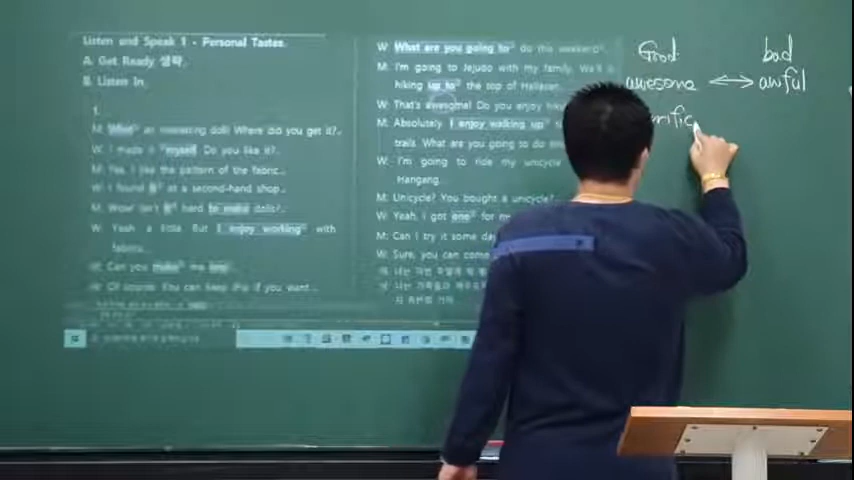 Listen and Speak 1 - Personal Tastes.
A. Get Ready 생략.
B. Listen In.
1.
M: What an interesting doll! Where did you get it?
W: I made it myself. Do you like it?
M: Yes. I like the pattern of the fabric.
W: I found it at a second-hand shop.
M: Wow! Isn't it hard to make dolls?
W: Yeah, a little. But I enjoy working with
fabrics.
M: Can you make me one
W: Of course. You can keep this if you want.
W: What are you going to do this weekend?
M: I'm going to Jejudo with my family. We'll
hiking up to the top of Hallasan.
W: That's awesome! Do you enjoy
M: Absolutely. I enjoy walking up
trails. What are you going to do
W: I'm going to ride my unicycle
Hangang.
M: Unicycle? You bought a unicycle?
W: Yeah, I got one for
M: Can I try it some
W: Sure, you can come
Good bad
awesome ↔ awful
rrific